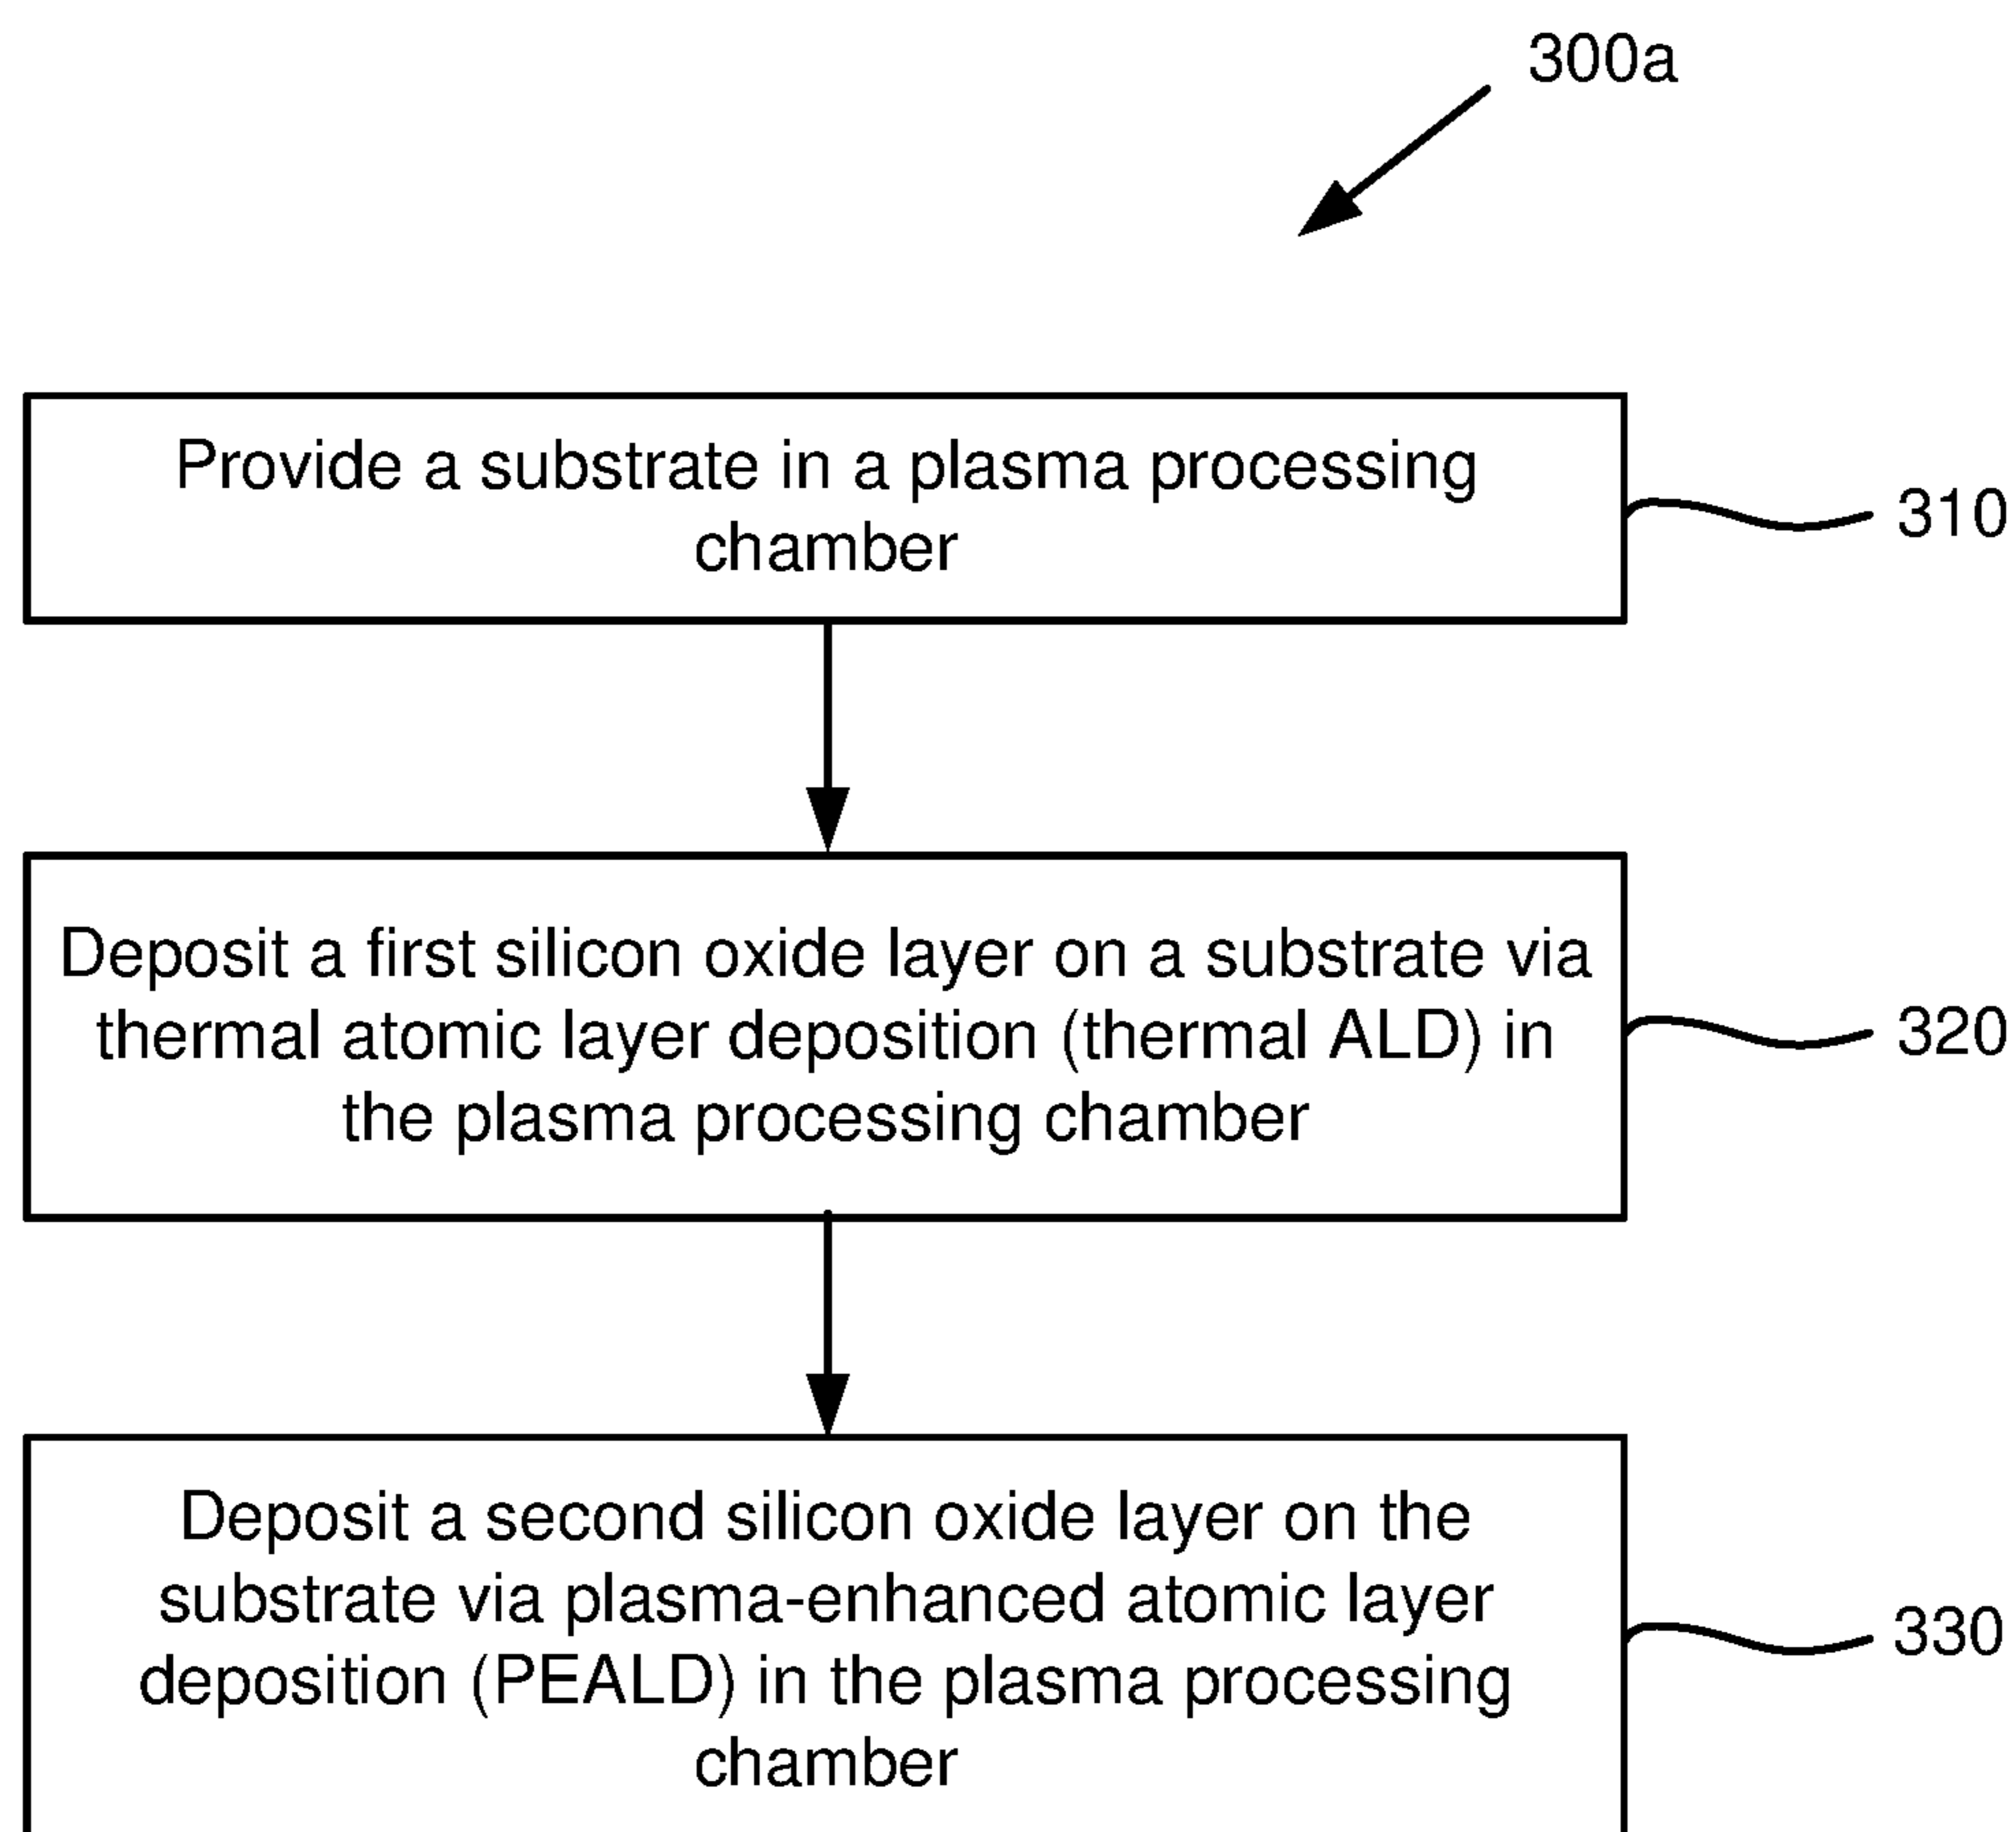 300a
Provide a substrate in a plasma processing
chamber
310
Deposit a first silicon oxide layer on a substrate via
thermal atomic layer deposition (thermal ALD) in
the plasma processing chamber
320
Deposit a second silicon oxide layer on the
substrate via plasma-enhanced atomic layer
deposition (PEALD) in the plasma processing
chamber
330